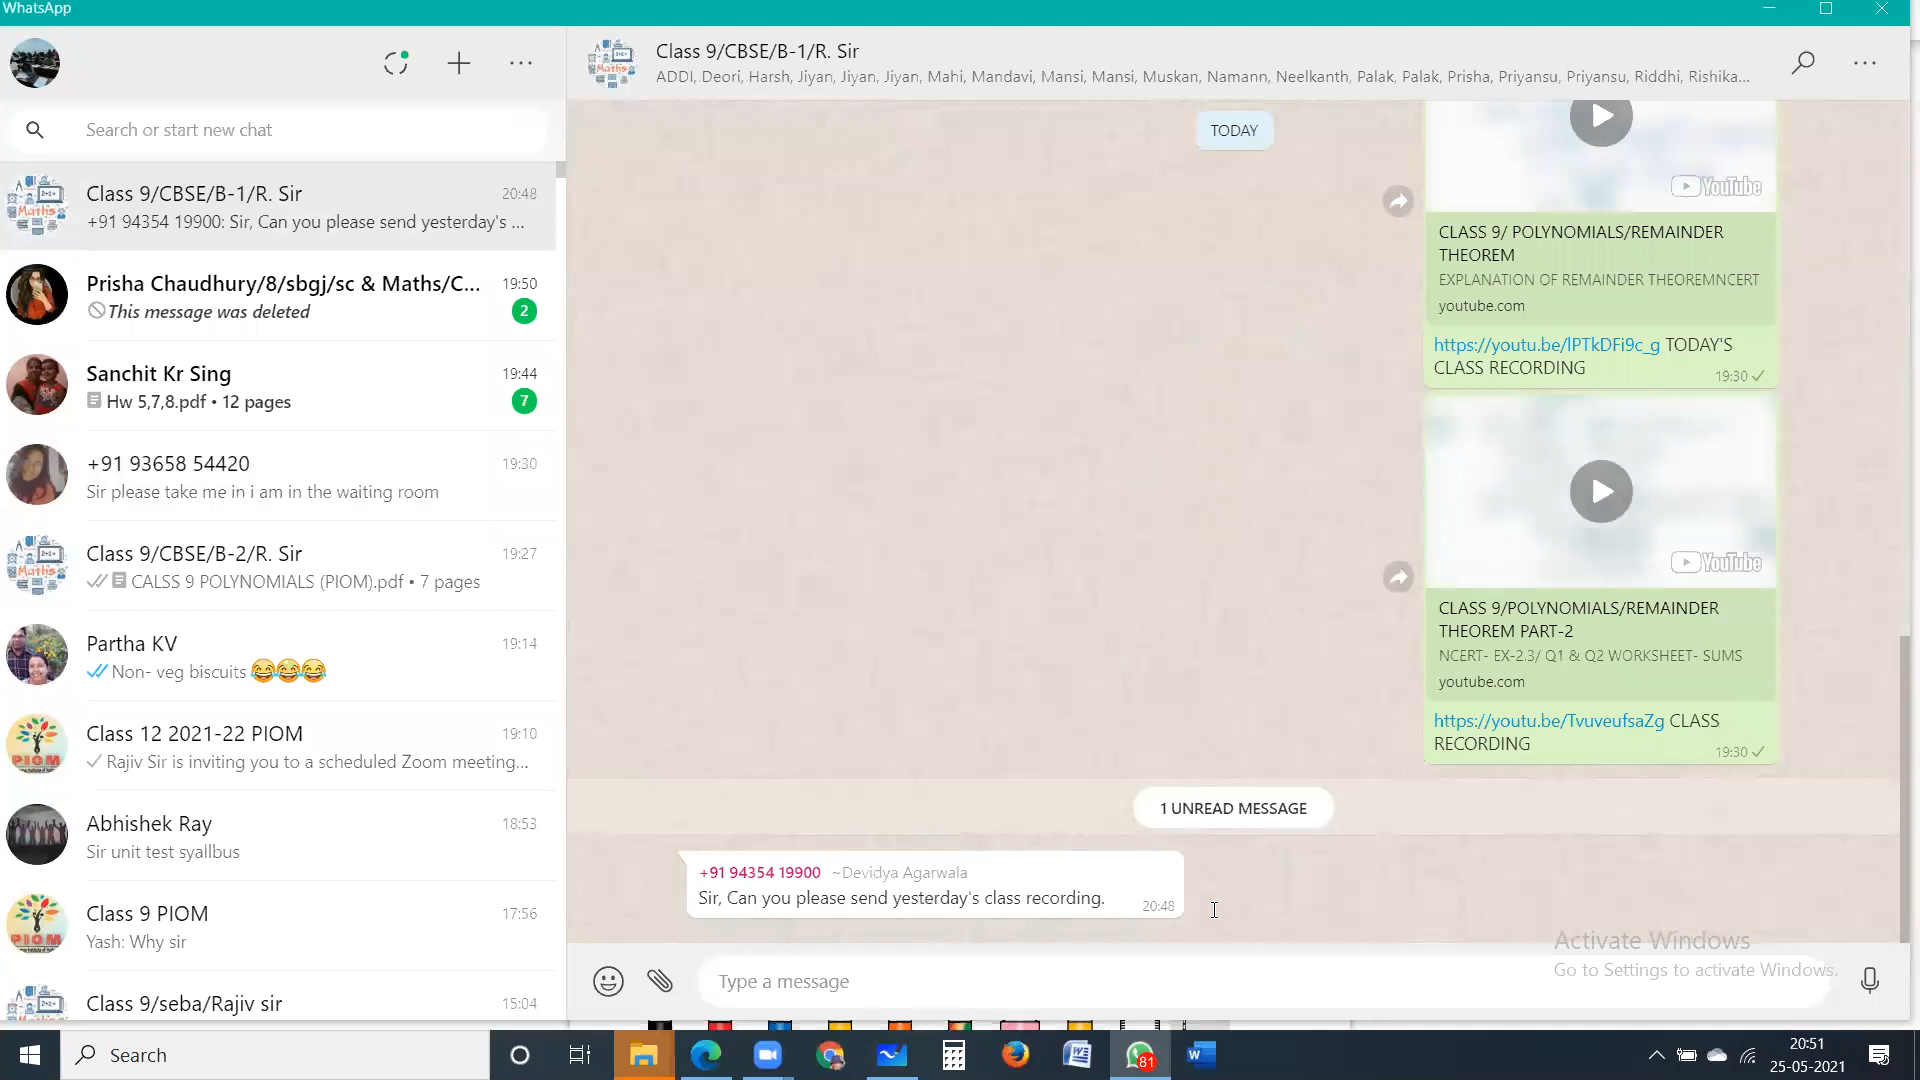 WhatsApp
Search or start new chat
Class 9/CBSE/B-1/R. Sir
20:48
+91 94354 19900: Sir, Can you please send yesterday's ...
Prisha Chaudhury/8/sbgj/sc & Maths/C...
19:50
This message was deleted
2
Sanchit Kr Sing
19:44
Hw 5,7,8.pdf • 12 pages
7
+91 93658 54420
19:30
Sir please take me in i am in the waiting room
Class 9/CBSE/B-2/R. Sir
19:27
CALSS 9 POLYNOMIALS (PIOM).pdf • 7 pages
Partha KV
19:14
Non- veg biscuits 😂😂😂
Class 12 2021-22 PIOM
19:10
Rajiv Sir is inviting you to a scheduled Zoom meeting...
Abhishek Ray
18:53
Sir unit test syallbus
Class 9 PIOM
17:56
Yash: Why sir
Class 9/seba/Rajiv sir
15:04
Class 9/CBSE/B-1/R. Sir
ADDI, Deori, Harsh, Jiyan, Jiyan, Jiyan, Mahi, Mandavi, Mansi, Mansi, Muskan, Namann, Neelkanth, Palak, Palak, Prisha, Priyansu, Priyansu, Riddhi, Rishika...
TODAY
YouTube
CLASS 9/ POLYNOMIALS/REMAINDER
THEOREM
EXPLANATION OF REMAINDER THEOREMNCERT
youtube.com
https://youtu.be/lPTkDFi9c_g TODAY'S
CLASS RECORDING
19:30
YouTube
CLASS 9/POLYNOMIALS/REMAINDER
THEOREM PART-2
NCERT- EX-2.3/ Q1 & Q2 WORKSHEET- SUMS
youtube.com
https://youtu.be/TvuveufsaZg CLASS
RECORDING
19:30
1 UNREAD MESSAGE
+91 94354 19900 ~Devidya Agarwala
Sir, Can you please send yesterday's class recording.
20:48
Activate Windows
Go to Settings to activate Windows.
Type a message
Search
81
20:51
25-05-2021